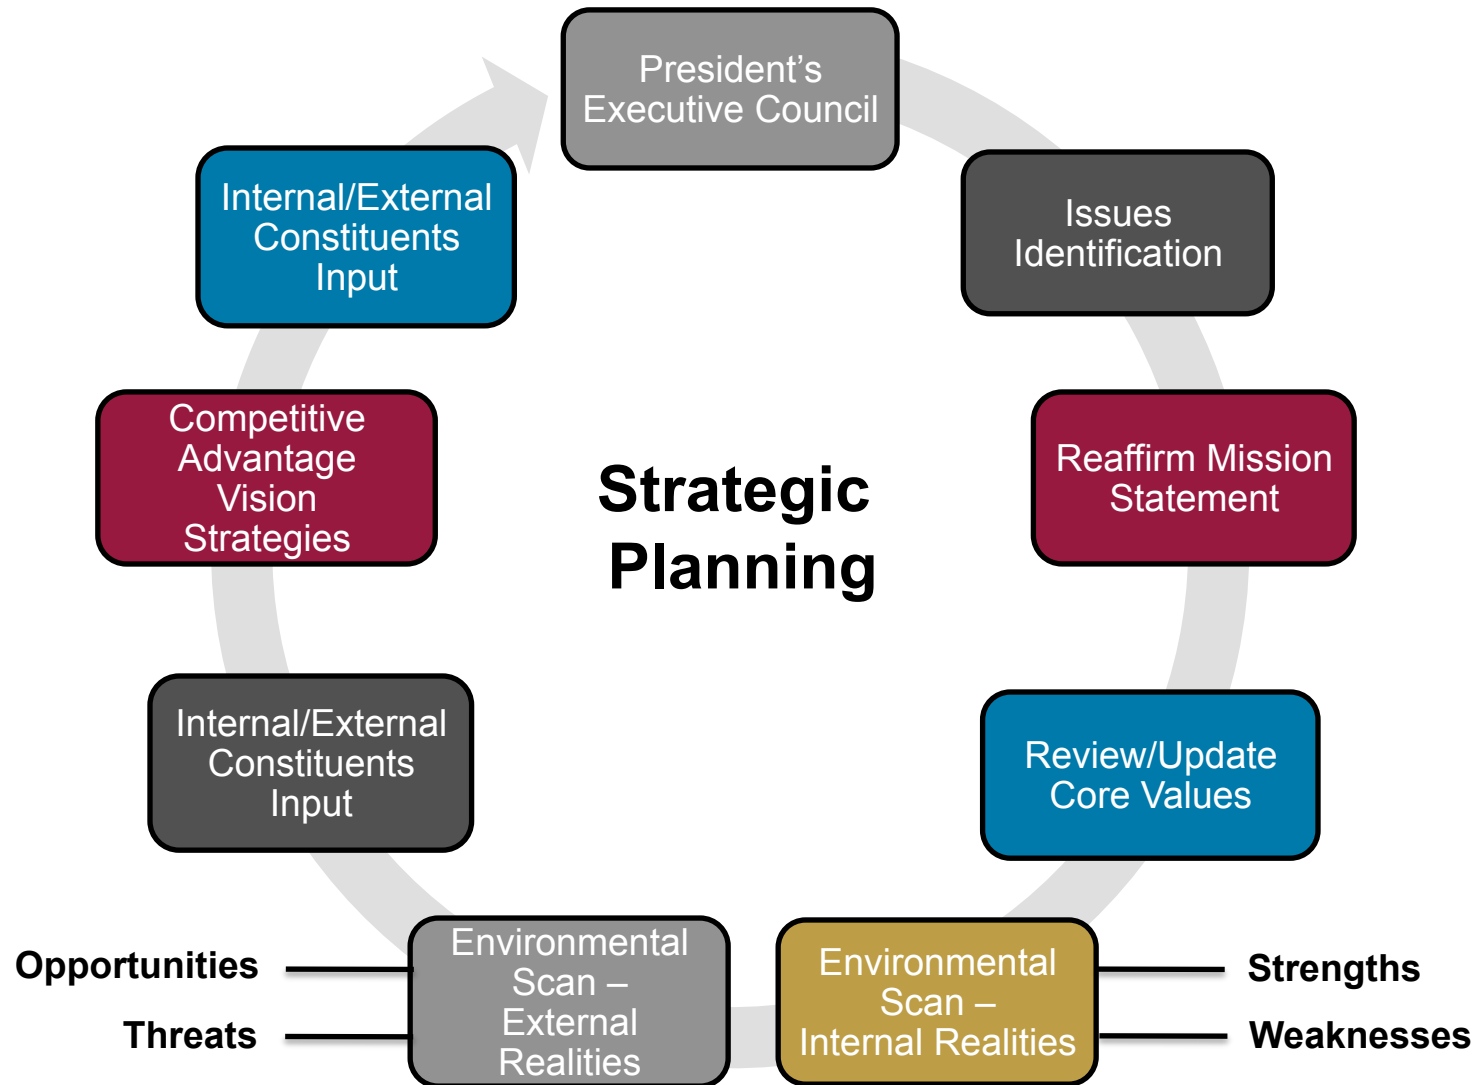 President’s
Executive Council
Issues
Identification
Reaffirm Mission
Statement
Review/Update
Core Values
Environmental
Scan –
Internal Realities
Strengths
Weaknesses
Environmental
Scan –
External
Realities
Opportunities
Threats
Internal/External
Constituents
Input
Competitive
Advantage
Vision
Strategies
Internal/External
Constituents
Input
Strategic
Planning